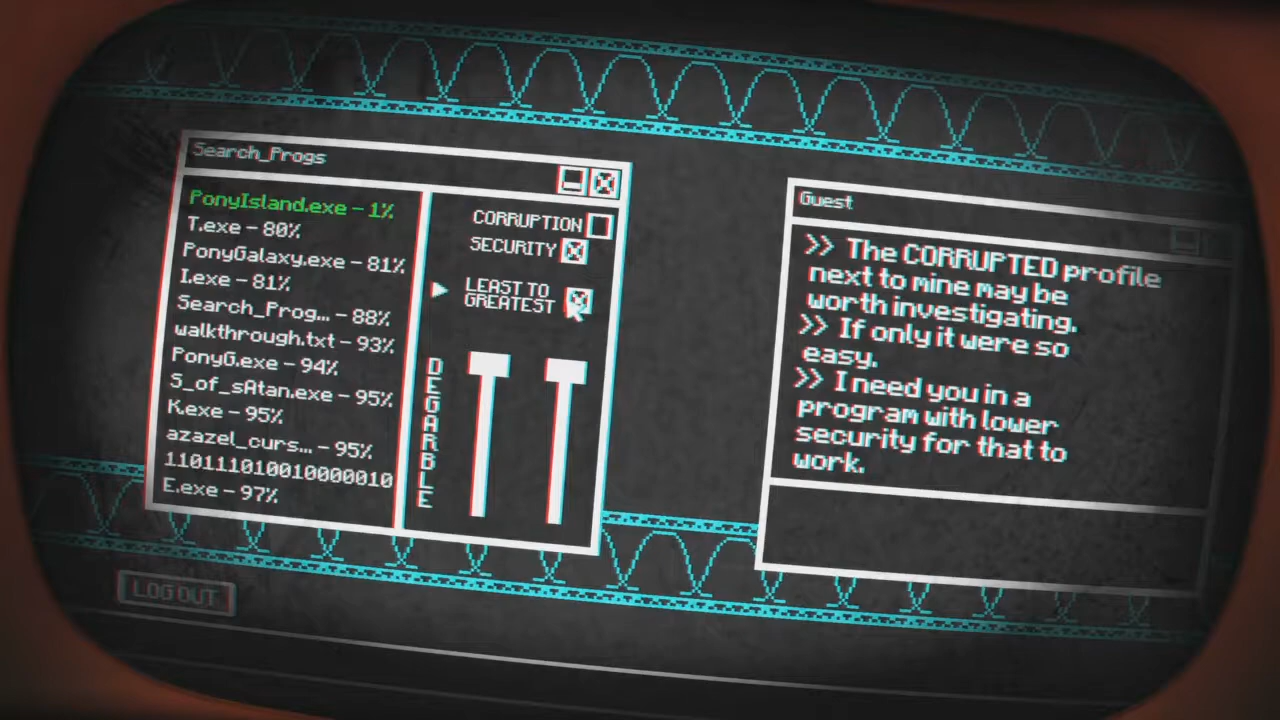 Search_Progs
PonyIsland.exe – 1%
T.exe – 80%
PonyGalaxy.exe – 81%
I.exe – 81%
Search_Prog... – 88%
walkthrough.txt – 93%
PonyG.exe – 94%
S_of_sAtan.exe – 95%
K.exe – 95%
azazel_curs... – 95%
1101110100100000010
E.exe – 97%
CORRUPTION
SECURITY
LEAST TO
GREATEST
DEGARBLE
Guest
>> The CORRUPTED profile
next to mine may be
worth investigating.
>> If only it were so
easy.
>> I need you in a
program with lower
security for that to
work.
LOG OUT